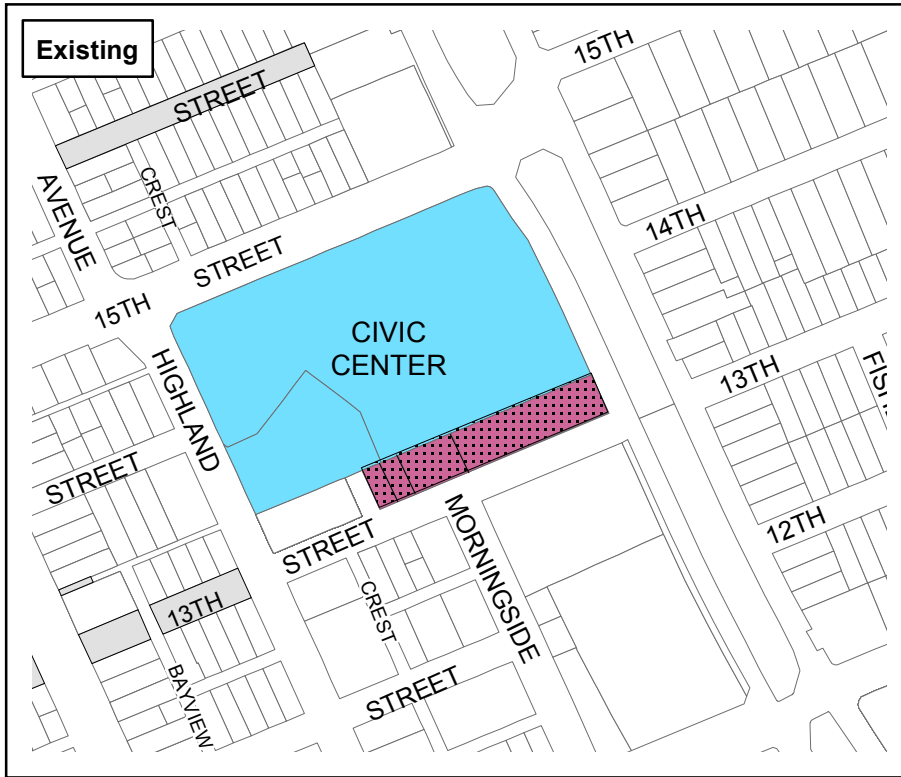 Existing
STREET
15TH
AVENUE
CREST
14TH
STREET
15TH
CIVIC
CENTER
HIGHLAND
13TH
STREET
12TH
STREET
MORNINGSIDE
13TH
CREST
BAYVIEW
STREET